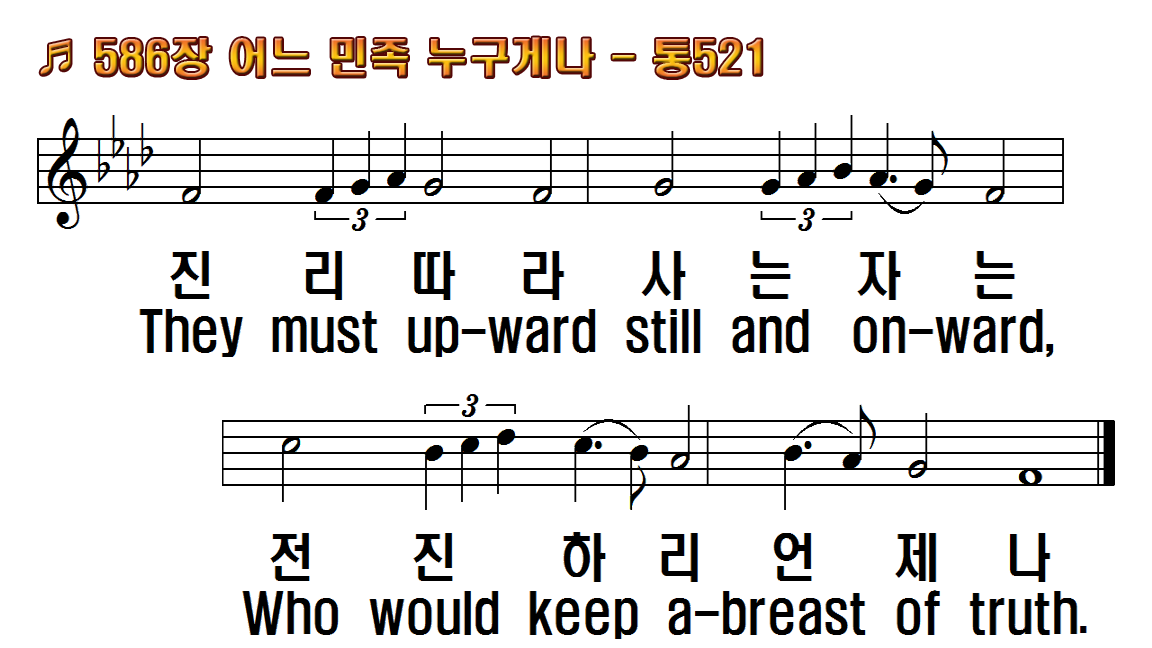 ♬ 586장 어느 민족 누구게나 - 통521
3 3
진 리 따 라 사 는 자 는
They must up-ward still and on-ward,
3
전 진 하 리 언 제 나
Who would keep a-breast of truth.